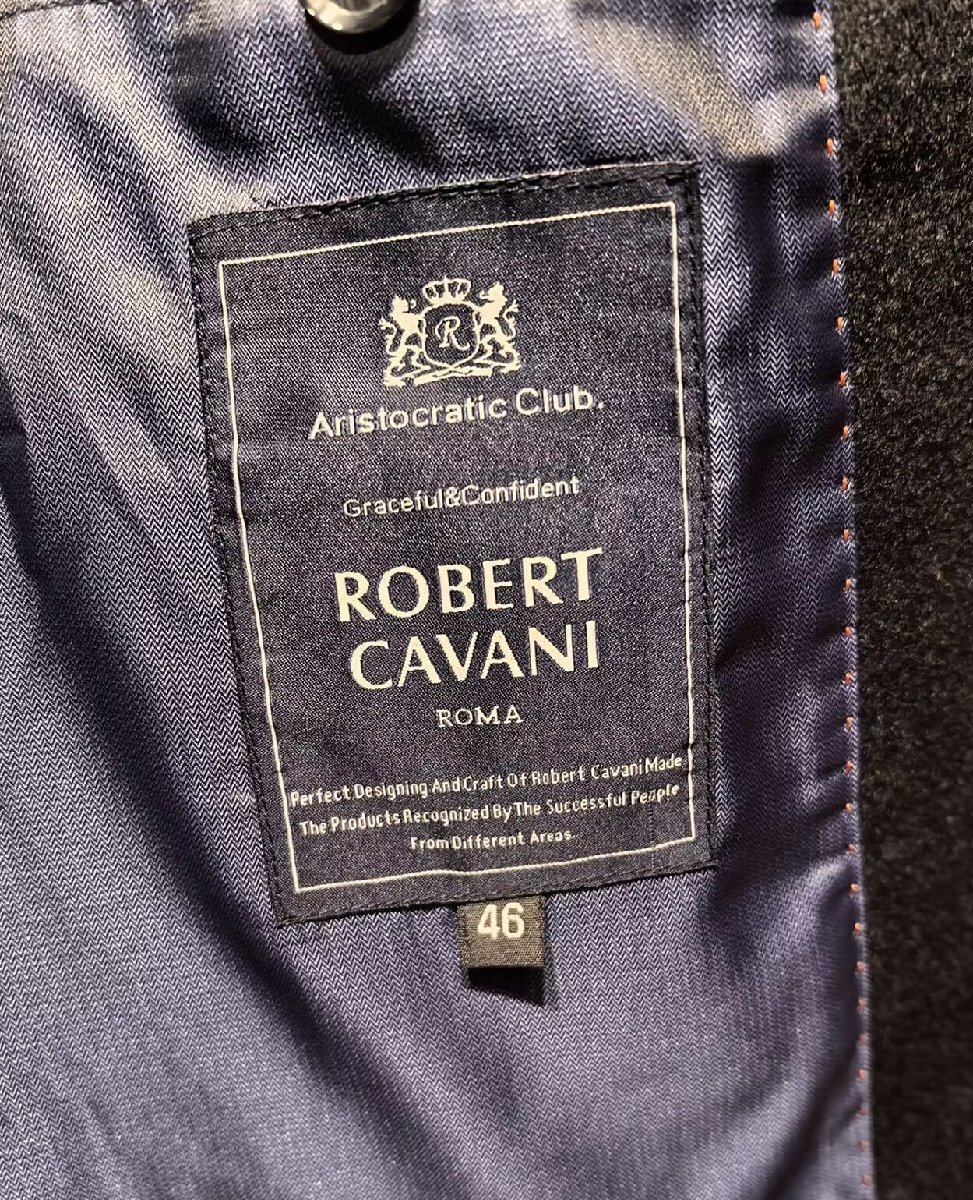 R
Aristocratic Club.
Graceful&Confident
ROBERT
CAVANI
ROMA
Perfect Designing And Craft Of Robert Cavani Made
The Products Recognized By The Successful People
From Different Areas.
46